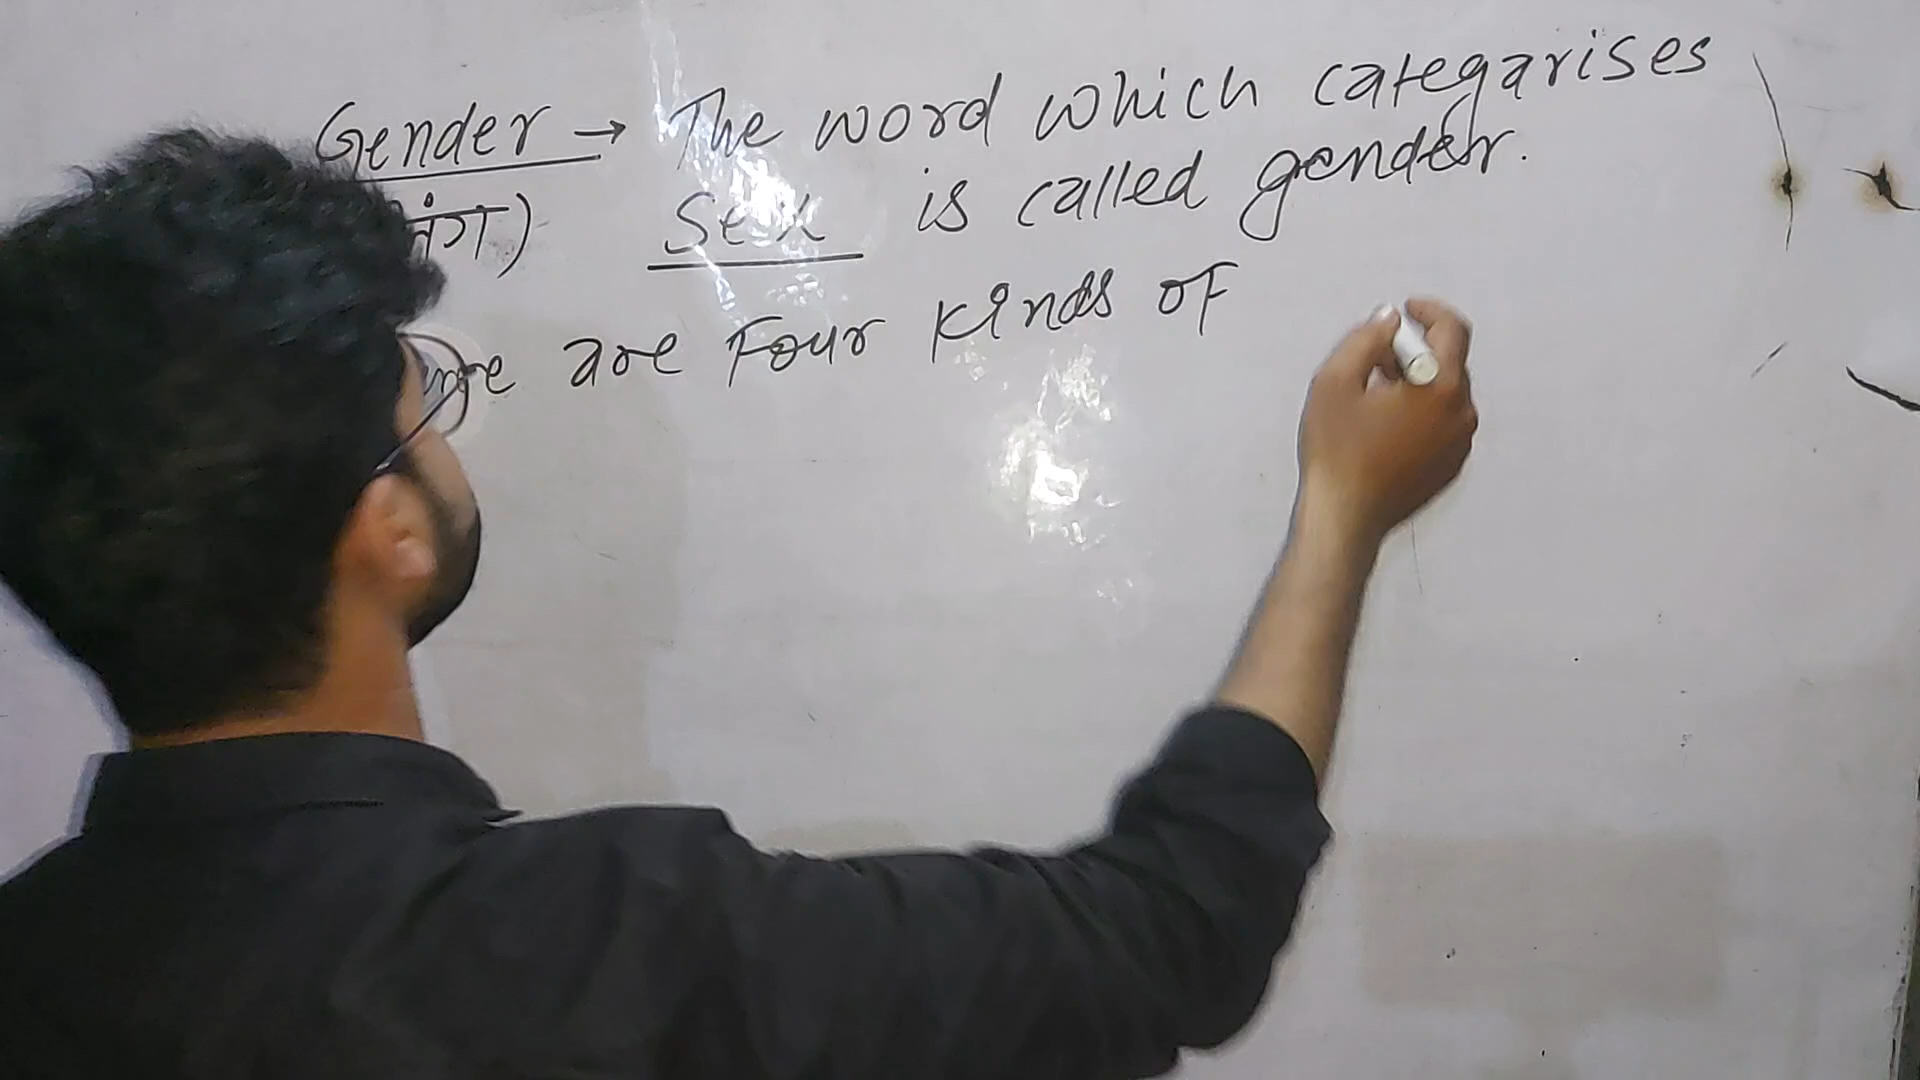 Gender → The word which categarises
Sex is called gender.
are Four kinds of